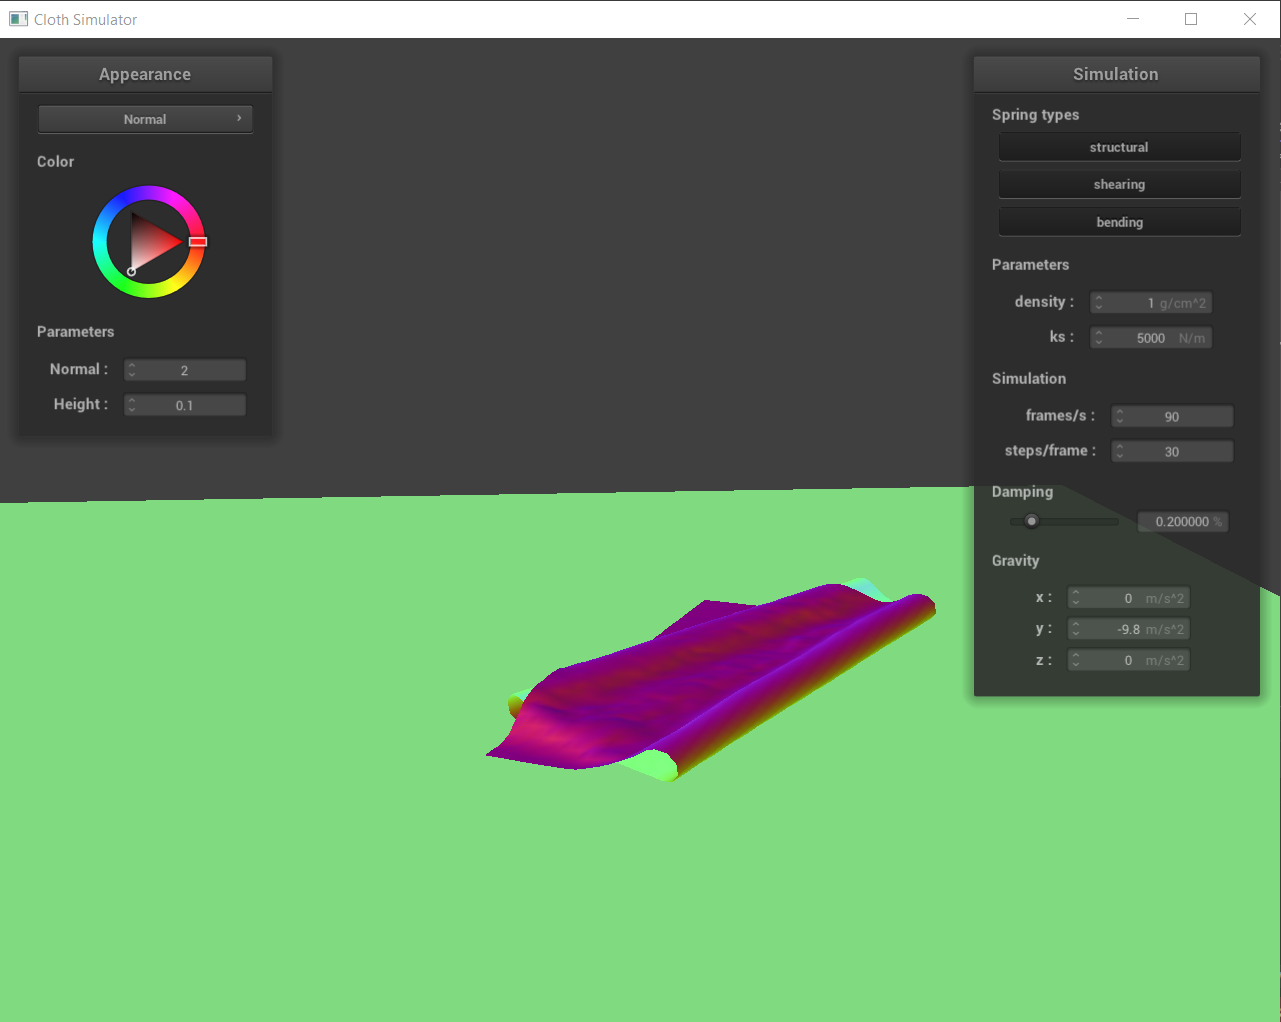 Cloth Simulator
Appearance
Normal
Color
Parameters
Normal :
2
Height :
0.1
Simulation
Spring types
structural
shearing
bending
Parameters
density :
1 g/cm^2
ks :
5000 N/m
Simulation
frames/s :
90
steps/frame :
30
Damping
0.200000 %
Gravity
x :
0 m/s^2
y :
-9.8 m/s^2
z :
0 m/s^2